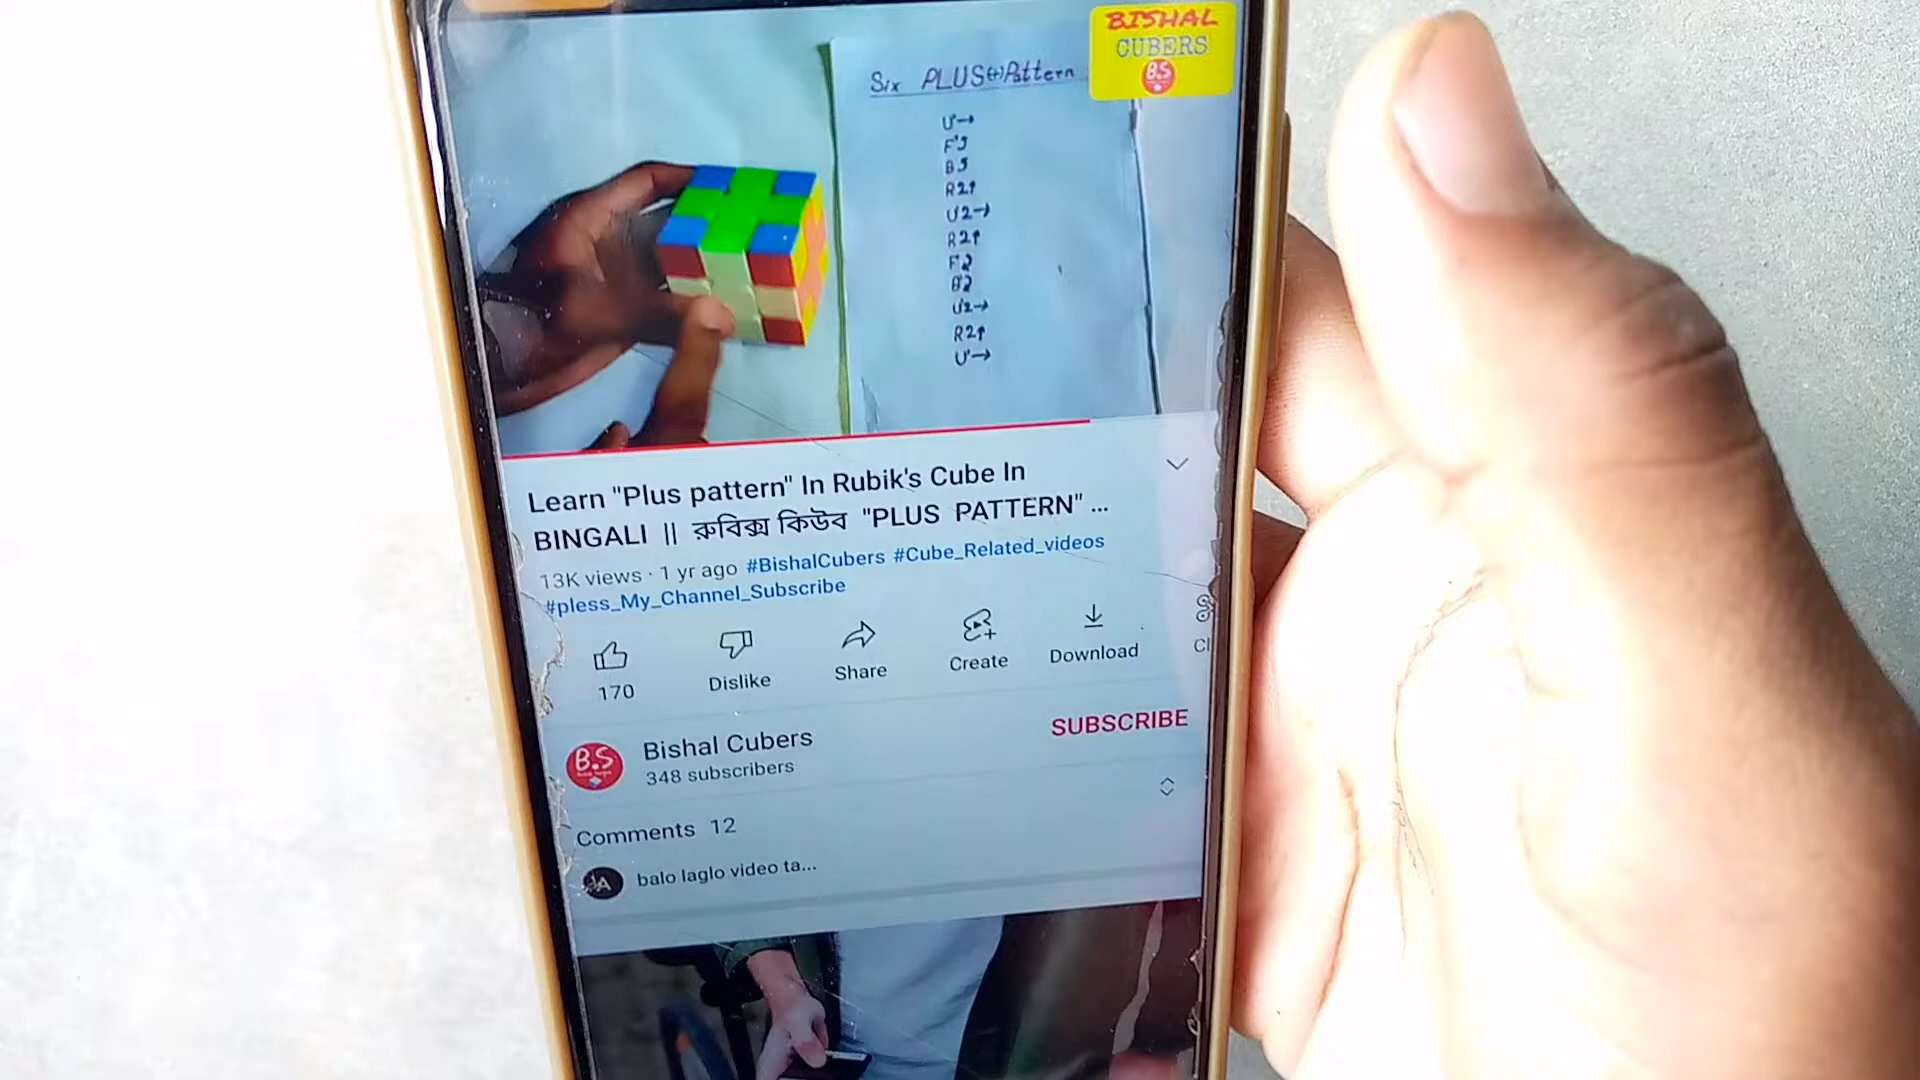 BISHAL
CUBERS
B.S
Six PLUS(+)Pattern
U'→
F'
B
R2↑
U2→
R2↑
F2
B2
U2→
R2↑
U'→
Learn "Plus pattern" In Rubik's Cube In
BINGALI || রুবিক্স কিউব "PLUS PATTERN" ...
13K views · 1 yr ago #BishalCubers #Cube_Related_videos
#pless_My_Channel_Subscribe
170
Dislike
Share
Create
Download
Cl
B.S
Bishal Cubers
348 subscribers
SUBSCRIBE
Comments 12
balo laglo video ta...